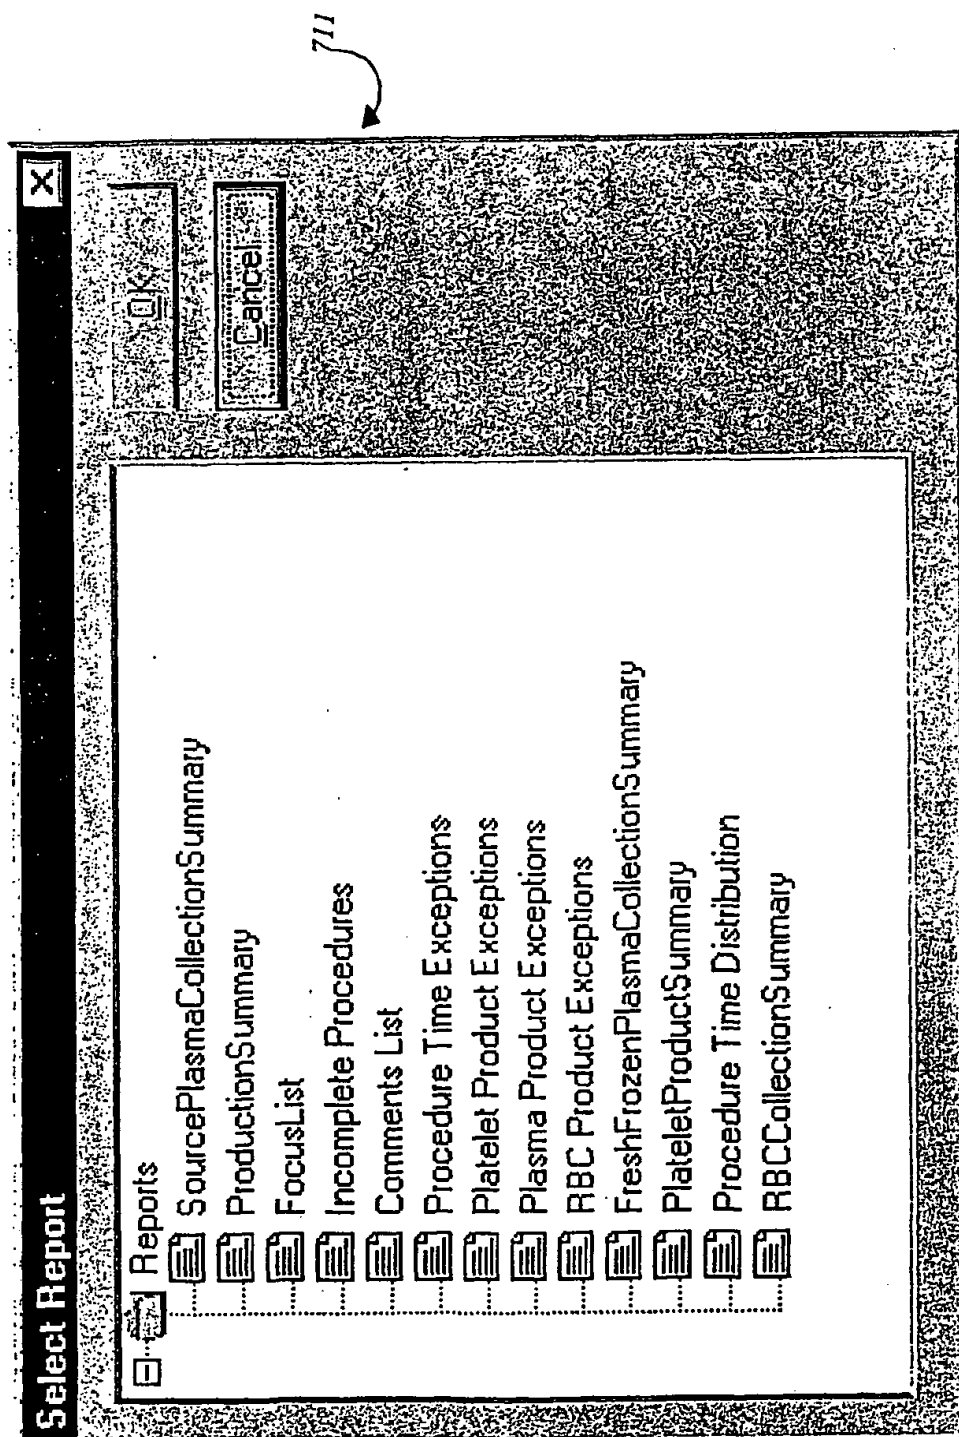 711
Select Report
OK
Cancel
Reports
SourcePlasmaCollectionSummary
ProductionSummary
FocusList
Incomplete Procedures
Comments List
Procedure Time Exceptions
Platelet Product Exceptions
Plasma Product Exceptions
RBC Product Exceptions
FreshFrozenPlasmaCollectionSummary
PlateletProductSummary
Procedure Time Distribution
RBCCollectionSummary